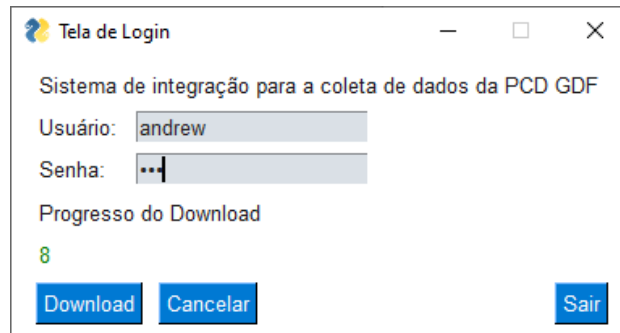 Tela de Login
Sistema de integração para a coleta de dados da PCD GDF
Usuário: andrew
Senha: •••
Progresso do Download
8
Download Cancelar Sair